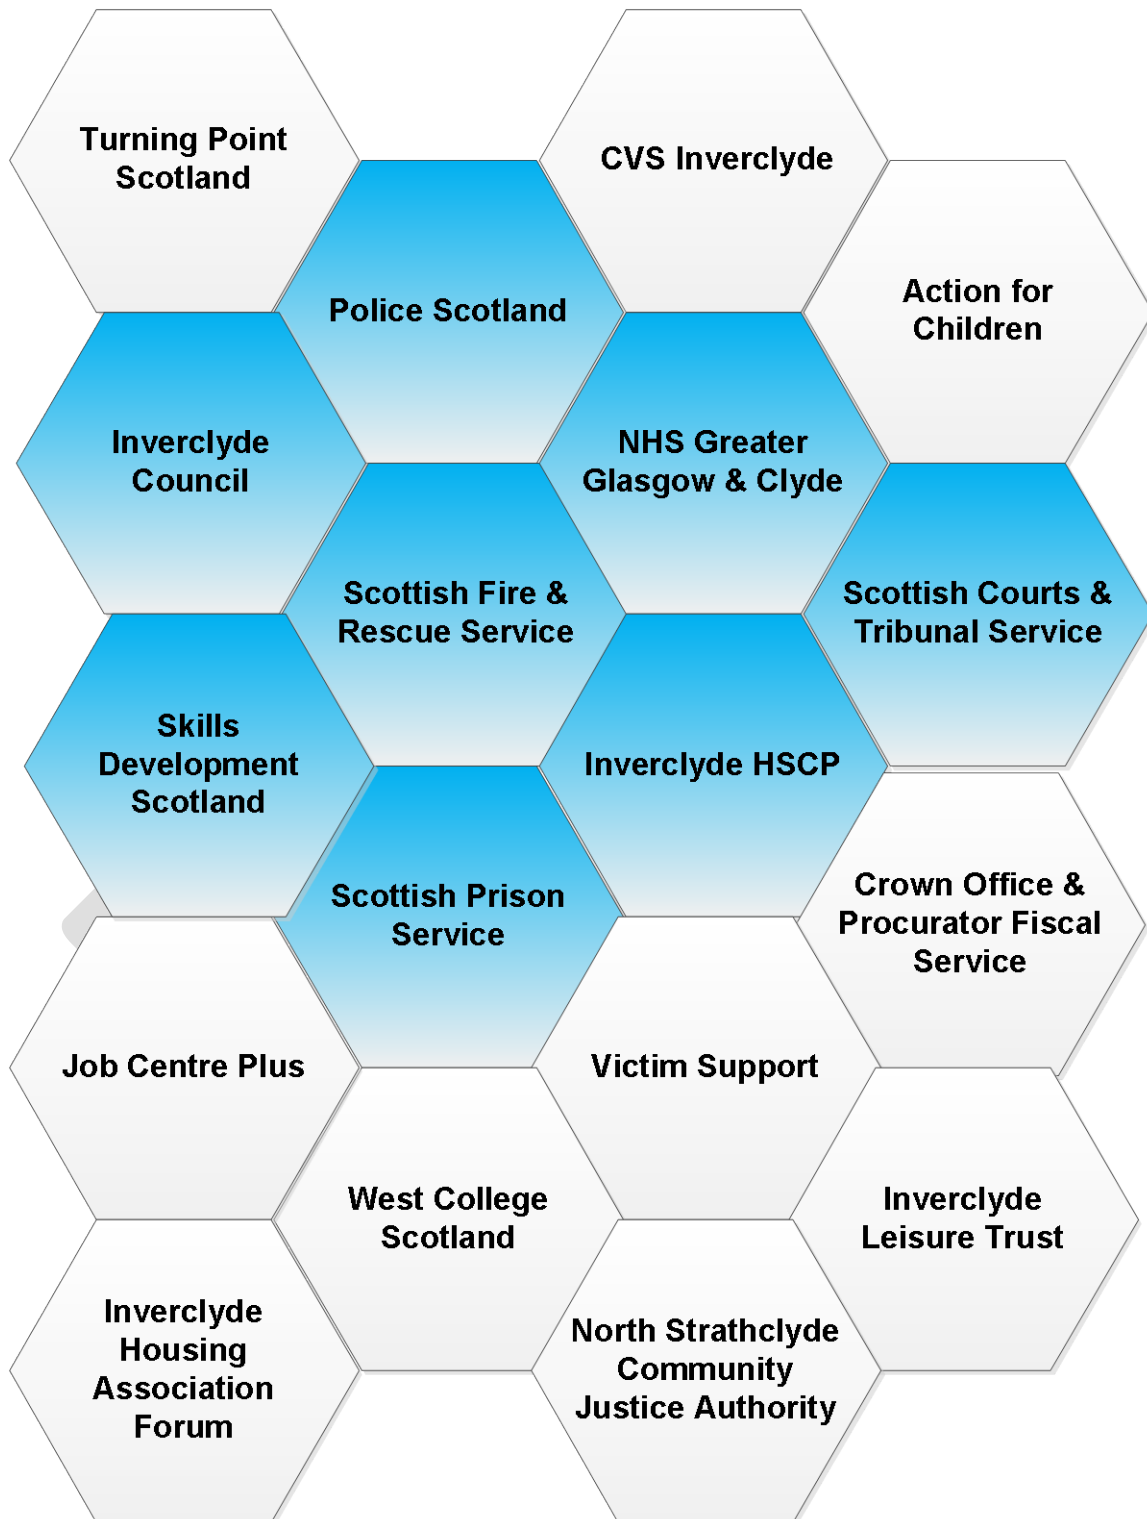 Turning Point
Scotland
CVS Inverclyde
Police Scotland
Action for
Children
Inverclyde
Council
NHS Greater
Glasgow & Clyde
Scottish Fire &
Rescue Service
Scottish Courts &
Tribunal Service
Skills
Development
Scotland
Inverclyde HSCP
Scottish Prison
Service
Crown Office &
Procurator Fiscal
Service
Job Centre Plus
Victim Support
West College
Scotland
Inverclyde
Leisure Trust
Inverclyde
Housing
Association
Forum
North Strathclyde
Community
Justice Authority